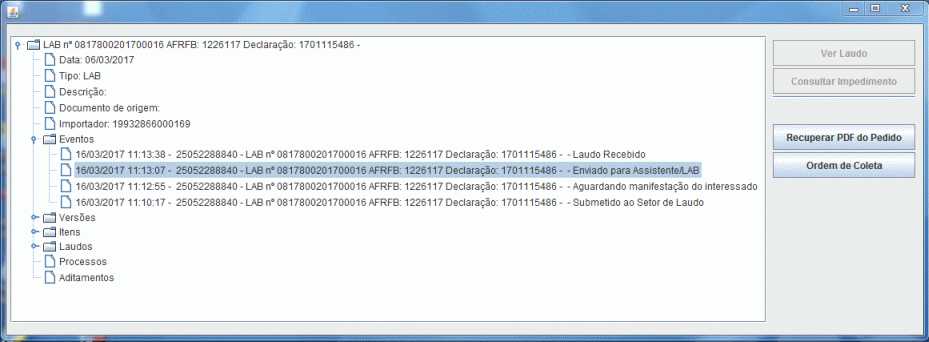 LAB nº 0817800201700016 AFRFB: 1226117 Declaração: 1701115486 -
Data: 06/03/2017
Tipo: LAB
Descrição:
Documento de origem:
Importador: 19932866000169
Eventos
16/03/2017 11:13:38 - 25052288840 - LAB nº 0817800201700016 AFRFB: 1226117 Declaração: 1701115486 - - Laudo Recebido
16/03/2017 11:13:07 - 25052288840 - LAB nº 0817800201700016 AFRFB: 1226117 Declaração: 1701115486 - - Enviado para Assistente/LAB
16/03/2017 11:12:55 - 25052288840 - LAB nº 0817800201700016 AFRFB: 1226117 Declaração: 1701115486 - - Aguardando manifestação do interessado
16/03/2017 11:10:17 - 25052288840 - LAB nº 0817800201700016 AFRFB: 1226117 Declaração: 1701115486 - - Submetido ao Setor de Laudo
Versões
Itens
Laudos
Processos
Aditamentos
Ver Laudo
Consultar Impedimento
Recuperar PDF do Pedido
Ordem de Coleta